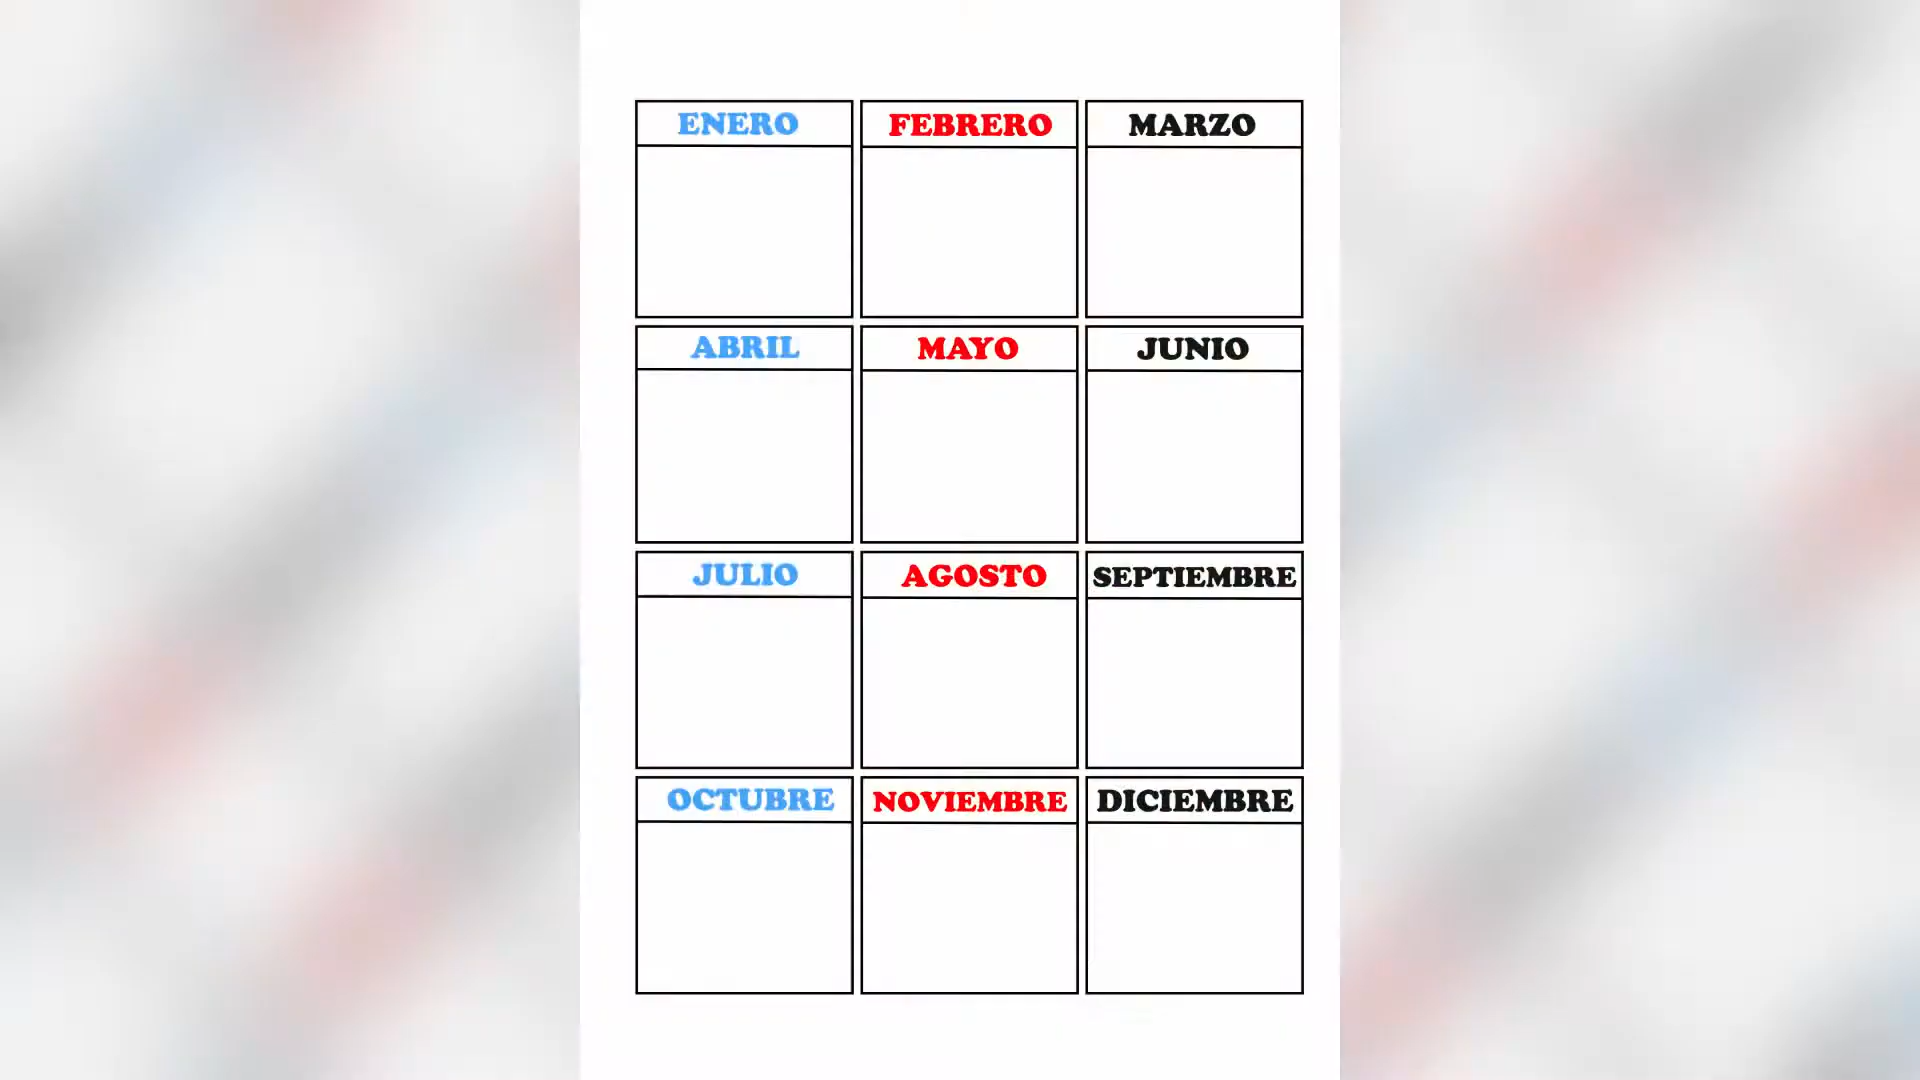 ENERO FEBRERO MARZO
ABRIL MAYO JUNIO
JULIO AGOSTO SEPTIEMBRE
OCTUBRE NOVIEMBRE DICIEMBRE